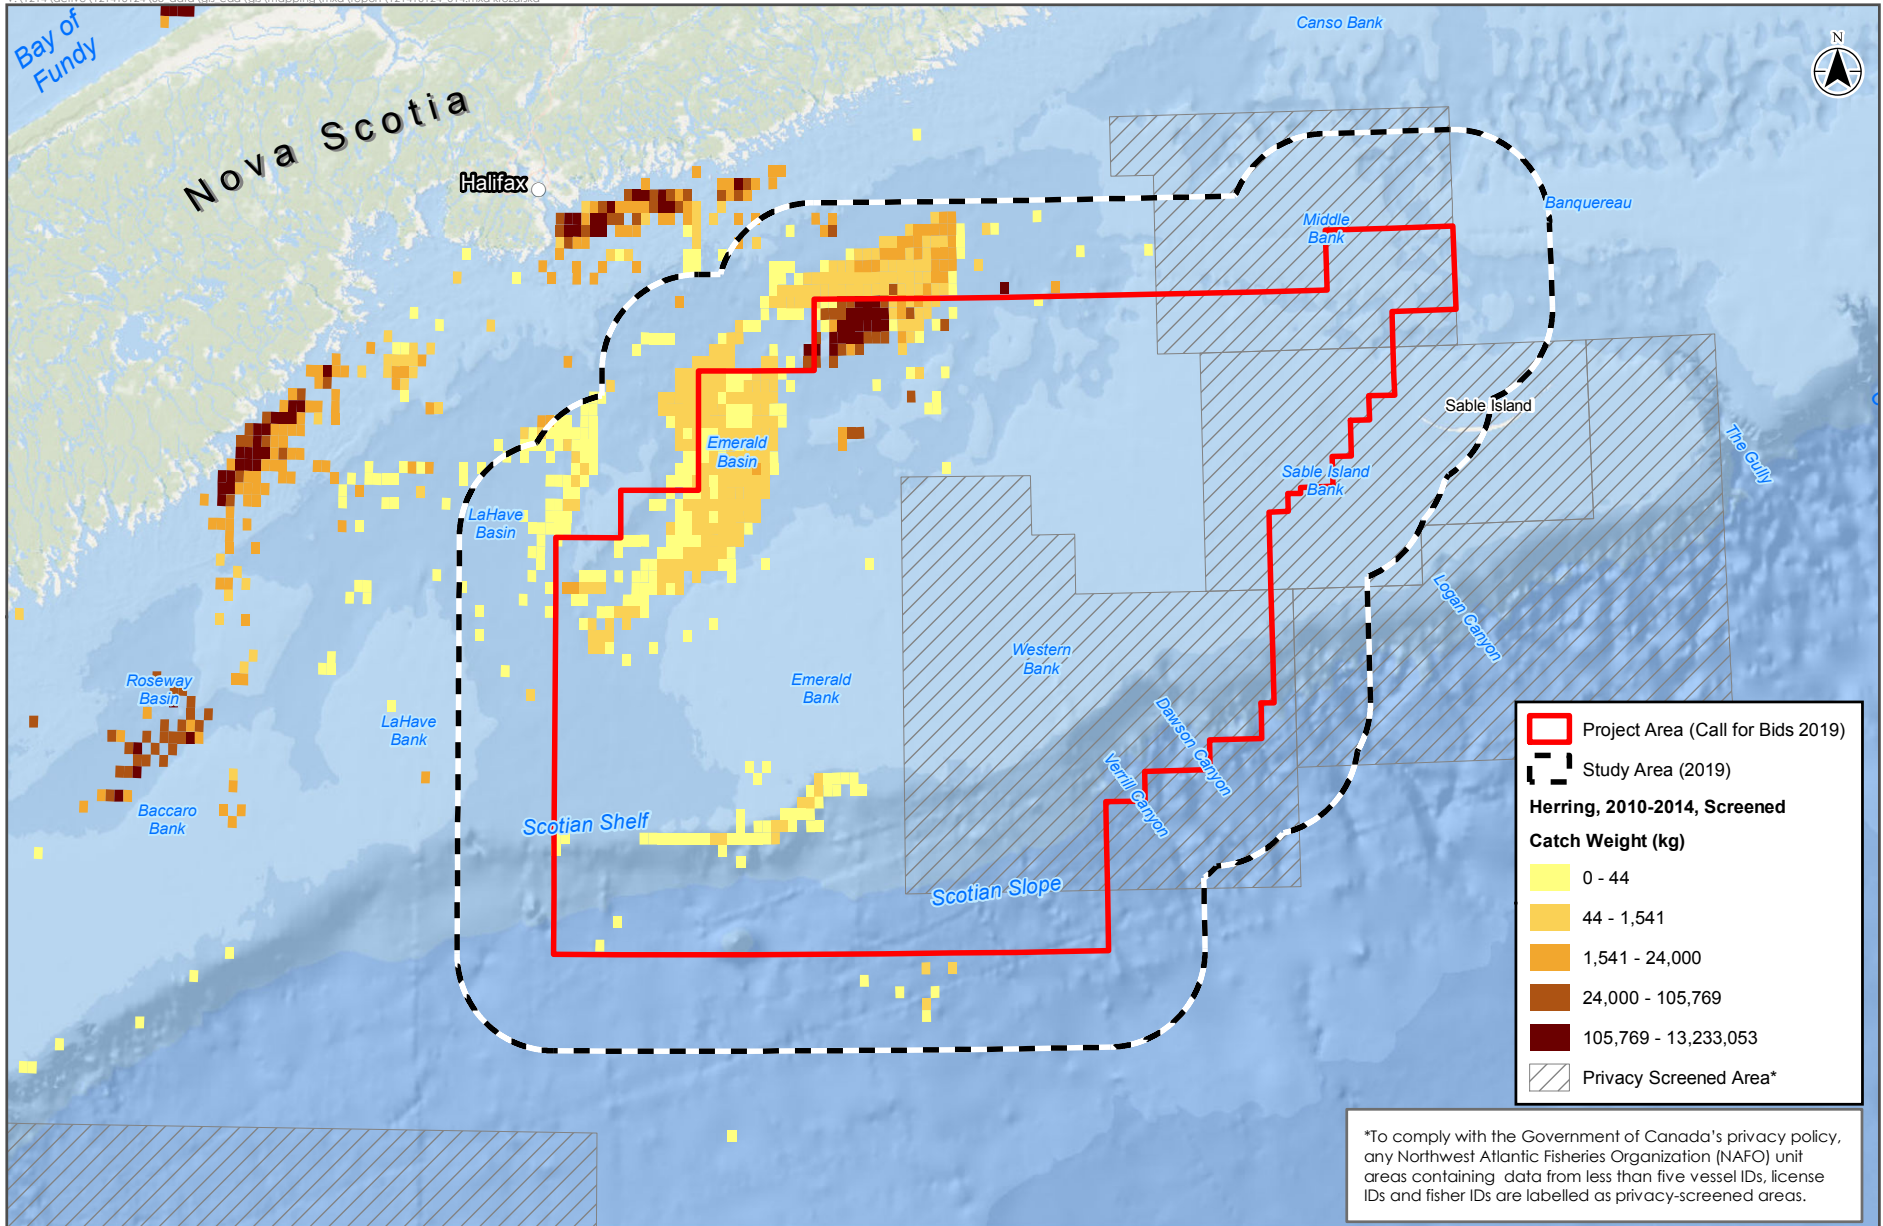 Bay of
Fundy
Nova Scotia
Halifax
Canso Bank
N
Banquereau
Middle
Bank
Sable Island
Sable Island
Bank
The Gully
Emerald
Basin
LaHave
Basin
Logan Canyon
Western
Bank
Emerald
Bank
Dawson Canyon
Verrill Canyon
Roseway
Basin
LaHave
Bank
Baccaro
Bank
Scotian Shelf
Scotian Slope
Project Area (Call for Bids 2019)
Study Area (2019)
Herring, 2010-2014, Screened
Catch Weight (kg)
0 - 44
44 - 1,541
1,541 - 24,000
24,000 - 105,769
105,769 - 13,233,053
Privacy Screened Area*
*To comply with the Government of Canada's privacy policy,
any Northwest Atlantic Fisheries Organization (NAFO) unit
areas containing data from less than five vessel IDs, license
IDs and fisher IDs are labelled as privacy-screened areas.